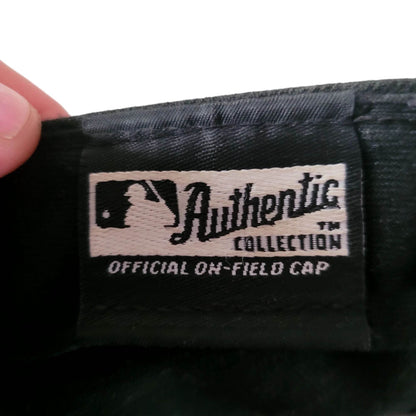 Authentic
™
COLLECTION
OFFICIAL ON-FIELD CAP